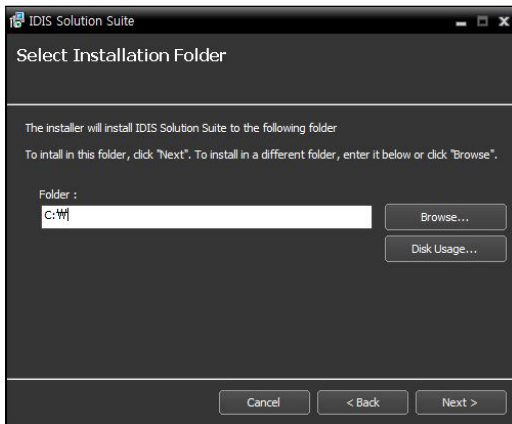 IDIS Solution Suite
Select Installation Folder
The installer will install IDIS Solution Suite to the following folder
To intall in this folder, click "Next". To install in a different folder, enter it below or click "Browse".
Folder :
C:₩
Browse...
Disk Usage...
Cancel
< Back
Next >